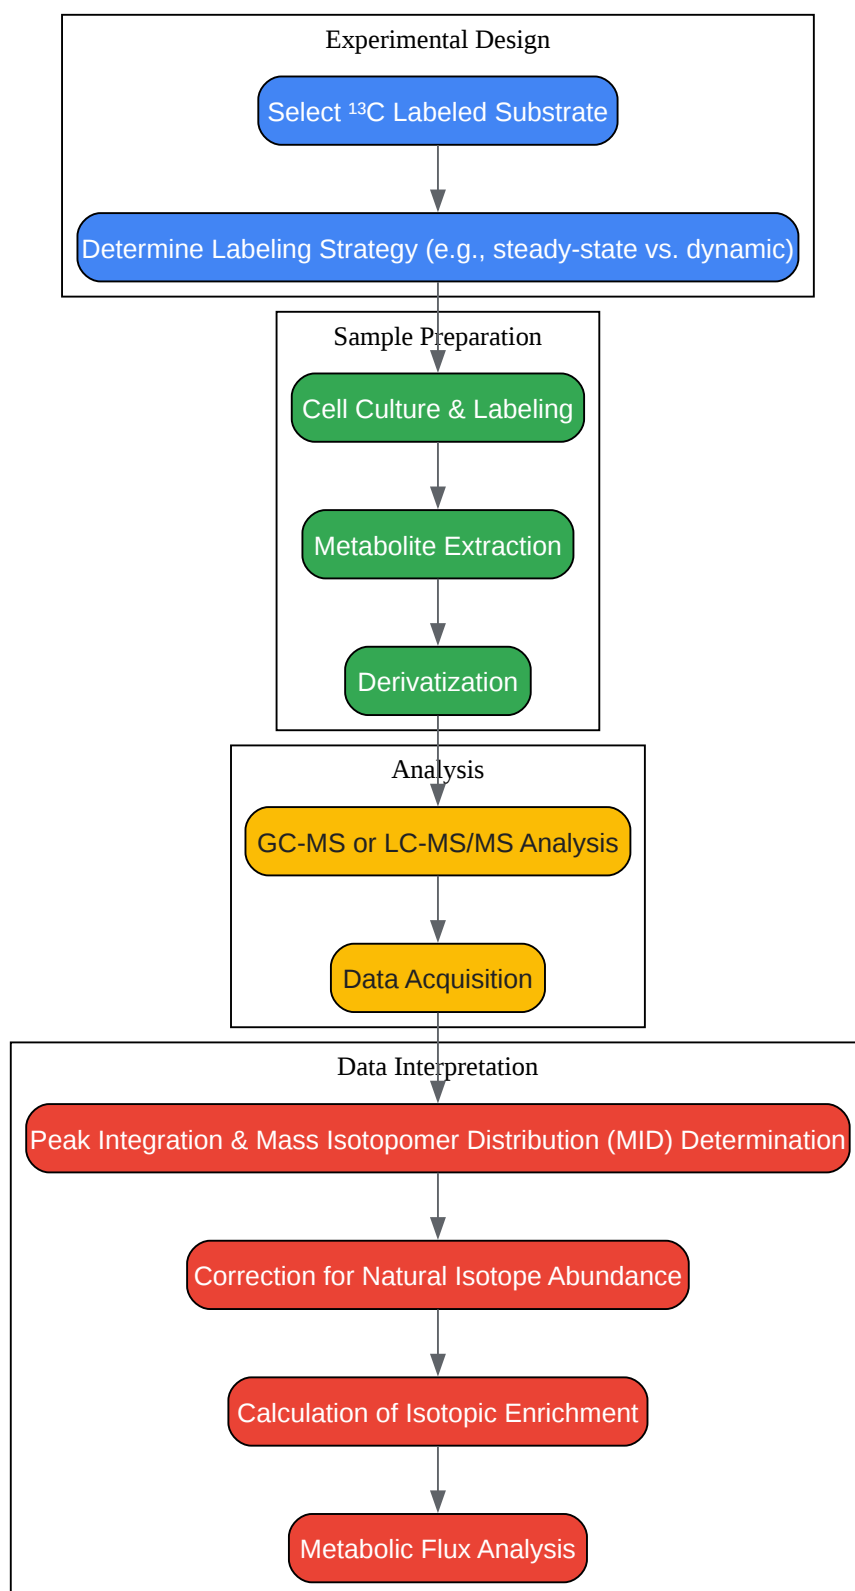 Experimental Design
Select ¹³C Labeled Substrate
Determine Labeling Strategy (e.g., steady-state vs. dynamic)
Sample Preparation
Cell Culture & Labeling
Metabolite Extraction
Derivatization
Analysis
GC-MS or LC-MS/MS Analysis
Data Acquisition
Data Interpretation
Peak Integration & Mass Isotopomer Distribution (MID) Determination
Correction for Natural Isotope Abundance
Calculation of Isotopic Enrichment
Metabolic Flux Analysis